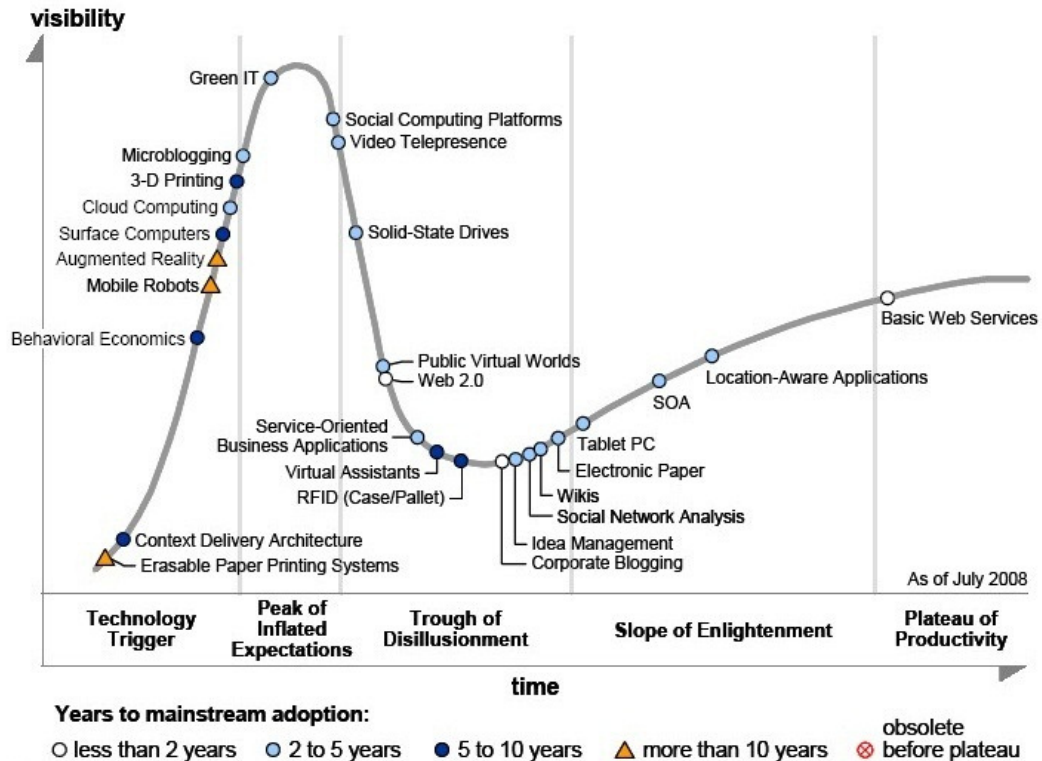 visibility
Green IT
Social Computing Platforms
Video Telepresence
Microblogging
3-D Printing
Cloud Computing
Surface Computers
Solid-State Drives
Augmented Reality
Mobile Robots
Basic Web Services
Behavioral Economics
Public Virtual Worlds
Web 2.0
Location-Aware Applications
SOA
Service-Oriented
Business Applications
Tablet PC
Virtual Assistants
Electronic Paper
RFID (Case/Pallet)
Wikis
Social Network Analysis
Context Delivery Architecture
Idea Management
Erasable Paper Printing Systems
Corporate Blogging
As of July 2008
Technology
Trigger
Peak of
Inflated
Expectations
Trough of
Disillusionment
Slope of Enlightenment
Plateau of
Productivity
time
Years to mainstream adoption:
less than 2 years
2 to 5 years
5 to 10 years
more than 10 years
obsolete
before plateau